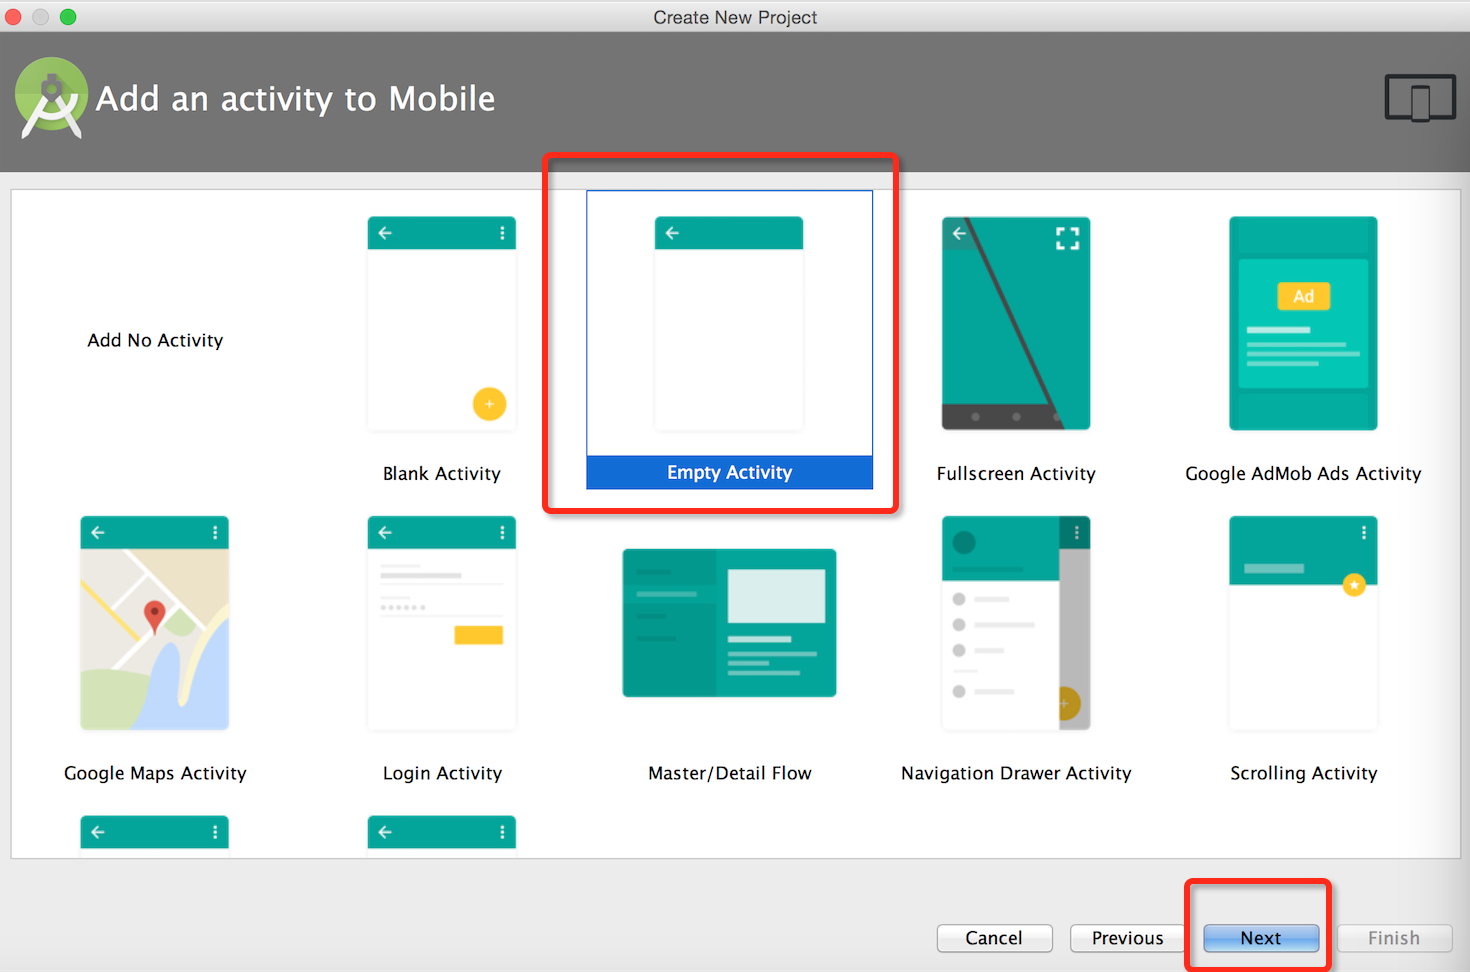 Create New Project
Add an activity to Mobile
Add No Activity
Blank Activity
Empty Activity
Fullscreen Activity
Ad
Google AdMob Ads Activity
Google Maps Activity
Login Activity
Master/Detail Flow
Navigation Drawer Activity
Scrolling Activity
Cancel
Previous
Next
Finish